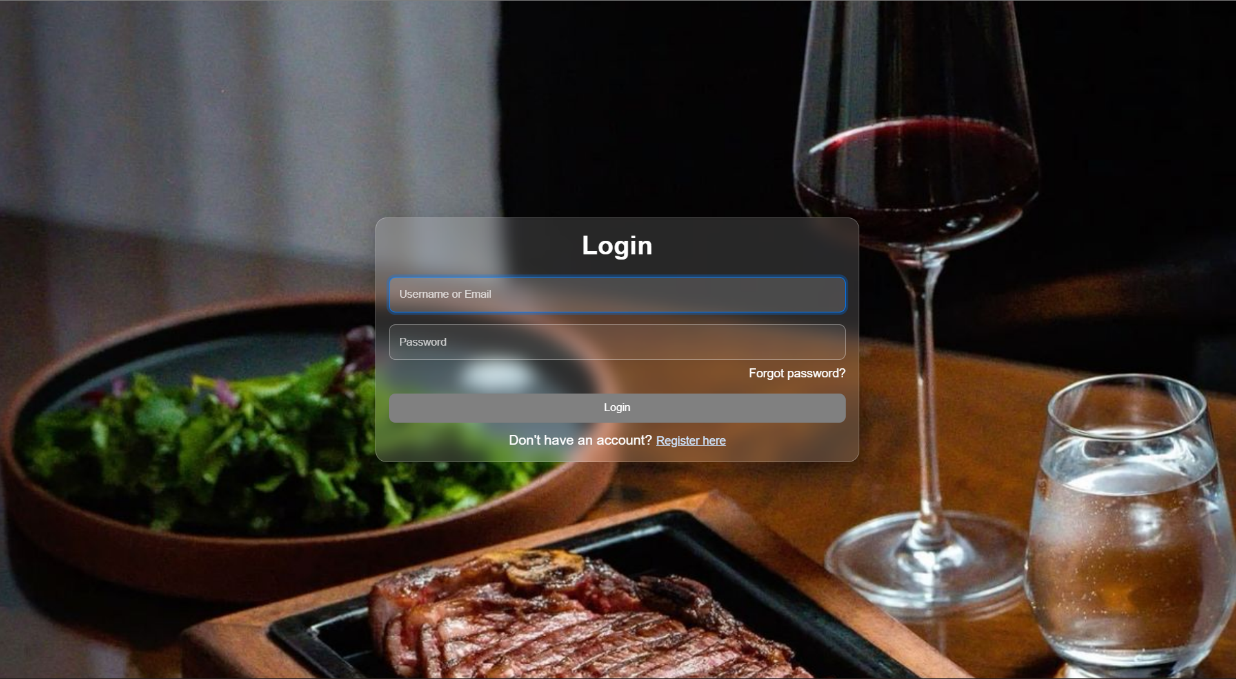 Login
Username or Email
Password
Forgot password?
Login
Don't have an account? Register here